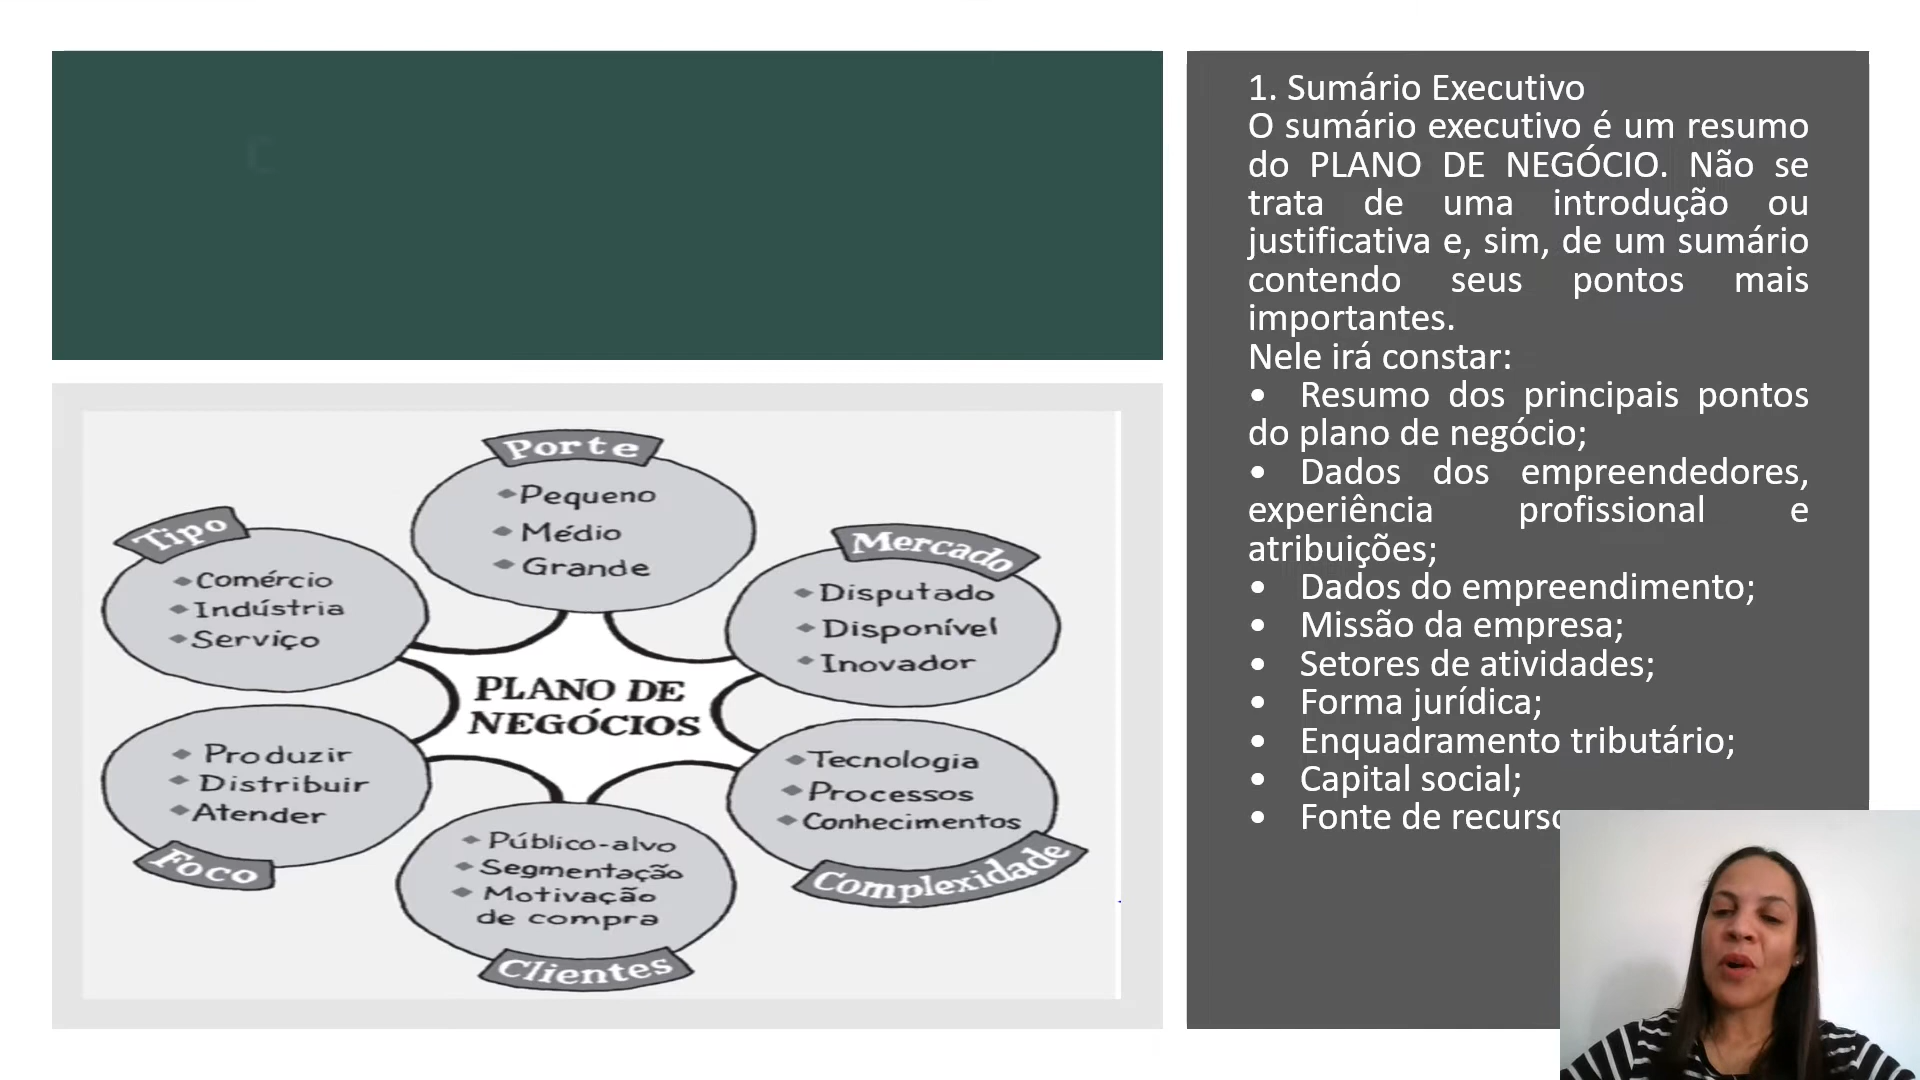 1. Sumário Executivo
O sumário executivo é um resumo
do PLANO DE NEGÓCIO. Não se
trata de uma introdução ou
justificativa e, sim, de um sumário
contendo seus pontos mais
importantes.
Nele irá constar:
• Resumo dos principais pontos
do plano de negócio;
• Dados dos empreendedores,
experiência profissional e
atribuições;
• Dados do empreendimento;
• Missão da empresa;
• Setores de atividades;
• Forma jurídica;
• Enquadramento tributário;
• Capital social;
• Fonte de
Porte
Pequeno
Médio
Grande
Tipo
Comércio
Indústria
Serviço
Mercado
Disputado
Disponível
Inovador
PLANO DE
NEGÓCIOS
Produzir
Distribuir
Atender
Foco
Tecnologia
Processos
Conhecimentos
Complexidade
Público-alvo
Segmentação
Motivação
de compra
Clientes